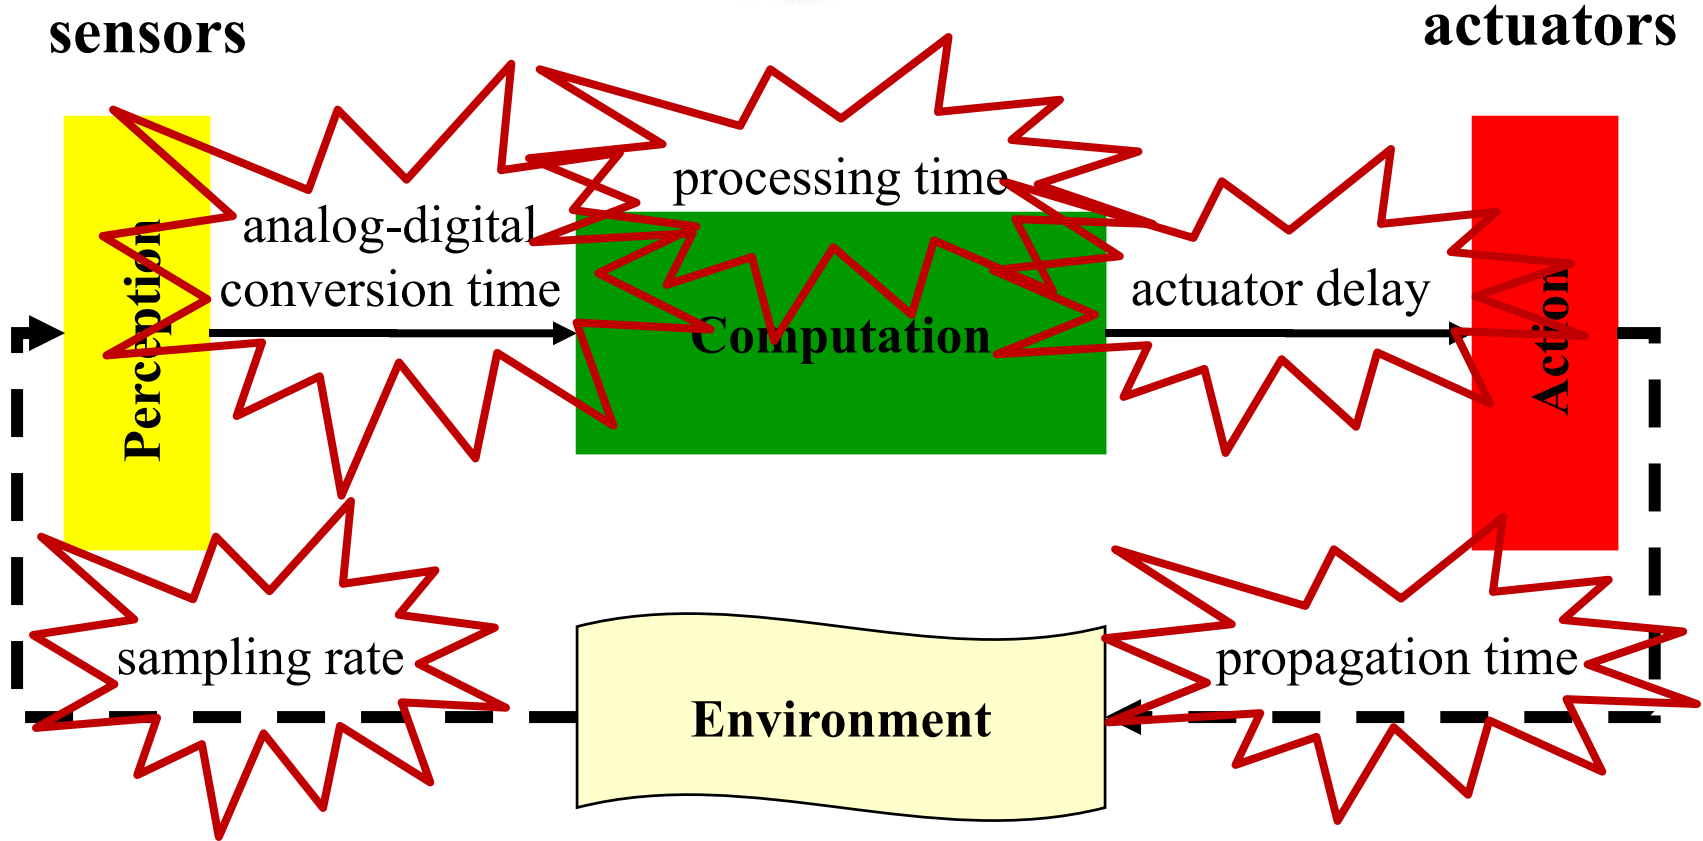 sensors
actuators
processing time
analog-digital
conversion time
actuator delay
Perception
Computation
Action
sampling rate
propagation time
Environment